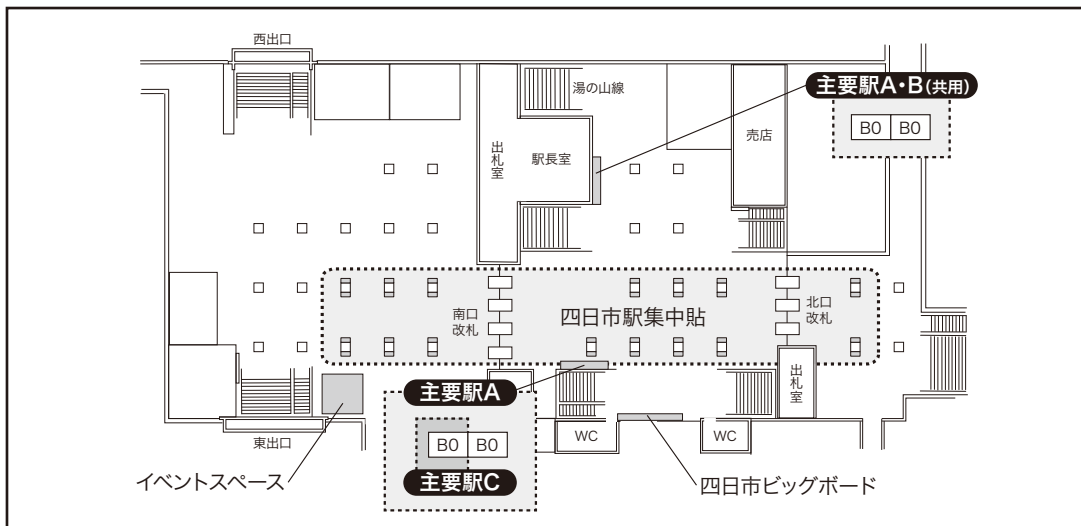 西出口
湯の山線
主要駅A・B(共用)
B0 B0
出札室
駅長室
売店
南口
改札
四日市駅集中貼
北口
改札
出札室
主要駅A
B0 B0
主要駅C
WC
WC
東出口
イベントスペース
四日市ビッグボード